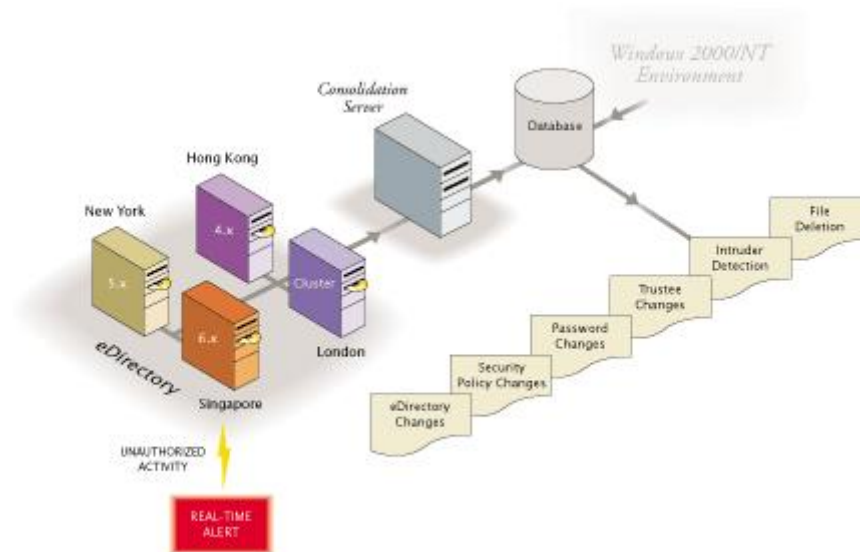 Windows 2000/NT
Environment
Consolidation
Server
Database
Hong Kong
New York
4.x
5.x
Cluster
6.x
eDirectory
London
Singapore
File
Deletion
Intruder
Detection
Trustee
Changes
Password
Changes
Security
Policy Changes
eDirectory
Changes
UNAUTHORIZED
ACTIVITY
REAL-TIME
ALERT